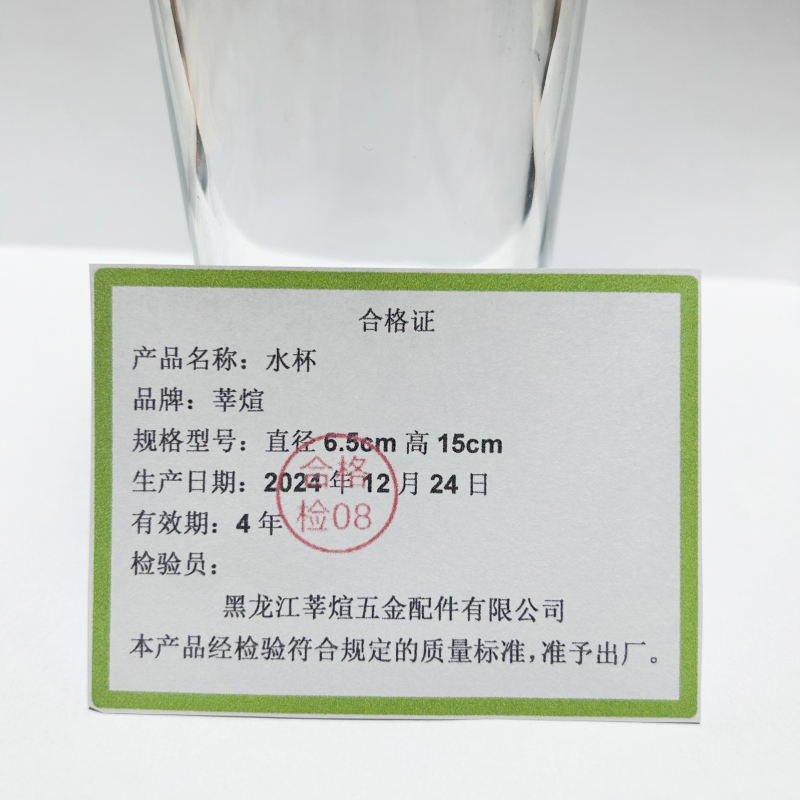 合格证
产品名称：水杯
品牌：莘煊
规格型号：直径 6.5cm 高 15cm
生产日期：2024 年 12 月 24 日
有效期：4 年
检验员：
合格
检08
黑龙江莘煊五金配件有限公司
本产品经检验符合规定的质量标准，准予出厂。